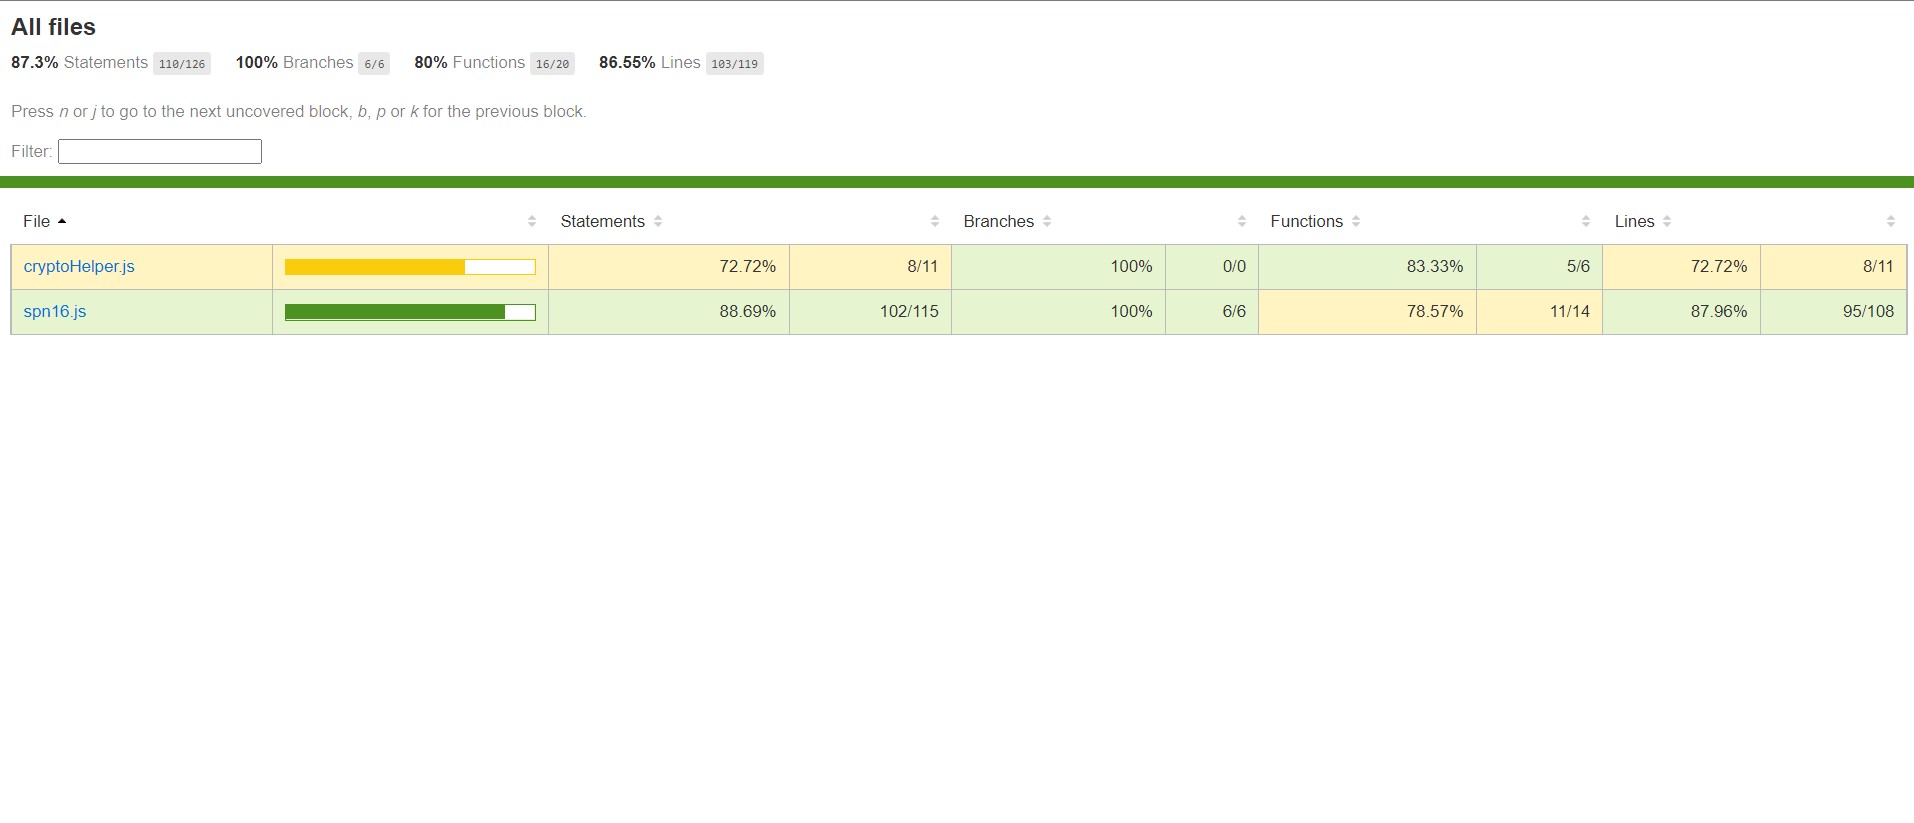 All files
87.3% Statements 110/126 100% Branches 6/6 80% Functions 16/20 86.55% Lines 103/119
Press n or j to go to the next uncovered block, b, p or k for the previous block.
Filter:
File Statements Branches Functions Lines
cryptoHelper.js 72.72% 8/11 100% 0/0 83.33% 5/6 72.72% 8/11
spn16.js 88.69% 102/115 100% 6/6 78.57% 11/14 87.96% 95/108